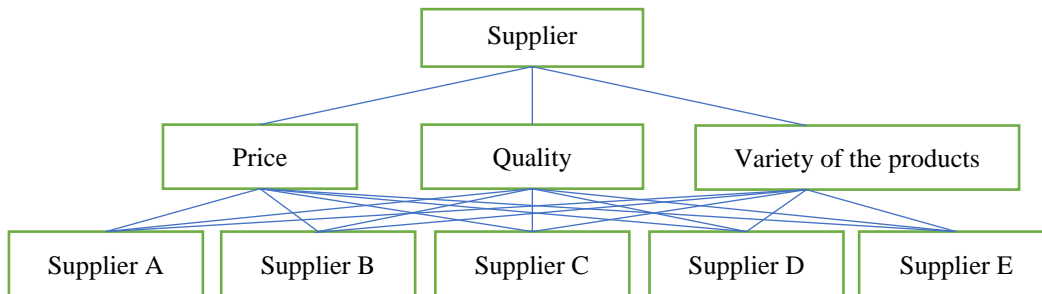 Supplier
Price
Quality
Variety of the products
Supplier A
Supplier B
Supplier C
Supplier D
Supplier E